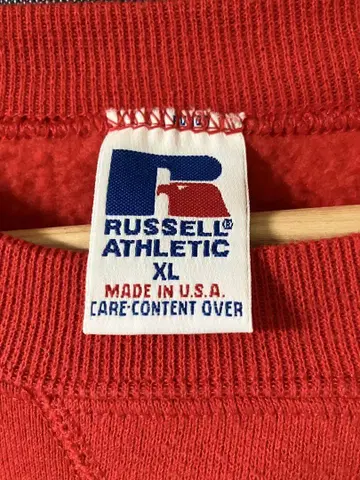 RUSSELL®
ATHLETIC
XL
MADE IN U.S.A.
CARE-CONTENT OVER